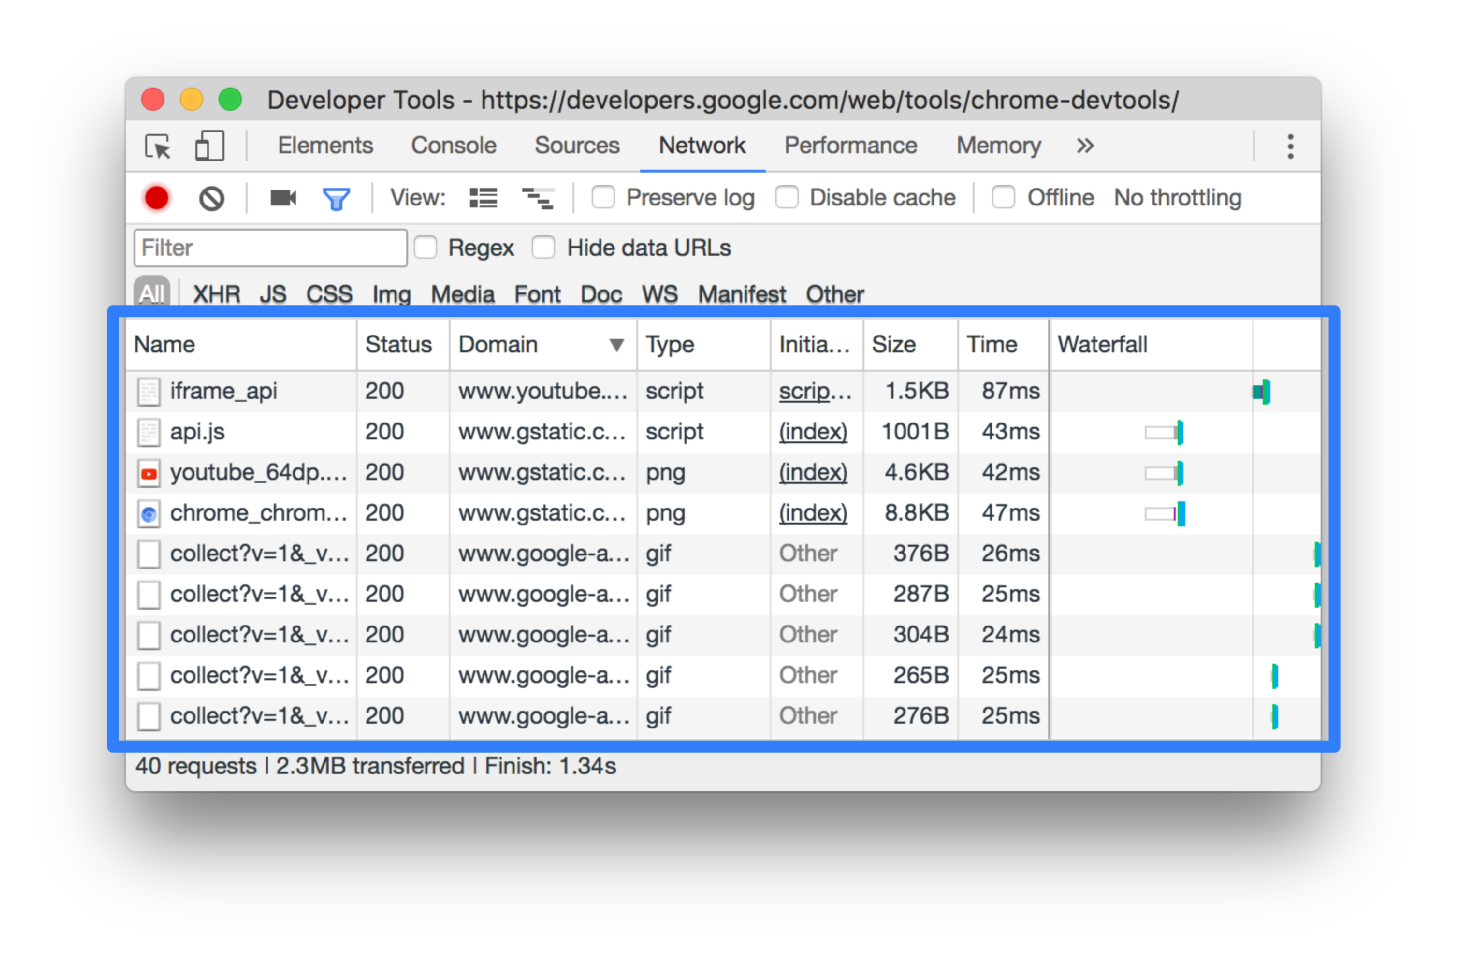 Developer Tools - https://developers.google.com/web/tools/chrome-devtools/
Elements Console Sources Network Performance Memory »
View: Preserve log Disable cache Offline No throttling
Filter Regex Hide data URLs
All XHR JS CSS Img Media Font Doc WS Manifest Other
Name Status Domain ▼ Type Initia... Size Time Waterfall
iframe_api 200 www.youtube.... script scrip... 1.5KB 87ms
api.js 200 www.gstatic.c... script (index) 1001B 43ms
youtube_64dp.... 200 www.gstatic.c... png (index) 4.6KB 42ms
chrome_chrom... 200 www.gstatic.c... png (index) 8.8KB 47ms
collect?v=1&_v... 200 www.google-a... gif Other 376B 26ms
collect?v=1&_v... 200 www.google-a... gif Other 287B 25ms
collect?v=1&_v... 200 www.google-a... gif Other 304B 24ms
collect?v=1&_v... 200 www.google-a... gif Other 265B 25ms
collect?v=1&_v... 200 www.google-a... gif Other 276B 25ms
40 requests | 2.3MB transferred | Finish: 1.34s